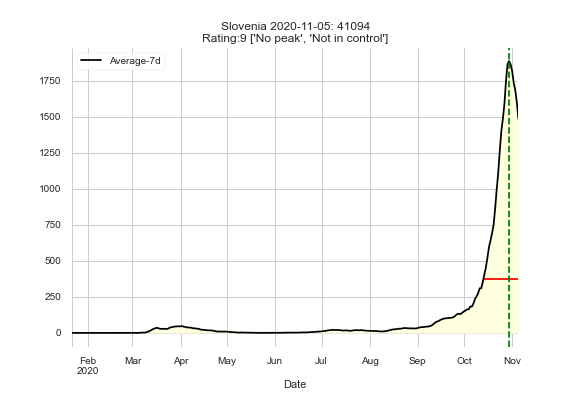 Slovenia 2020-11-05: 41094
Rating:9 ['No peak', 'Not in control']
Average-7d
1750
1500
1250
1000
750
500
250
0
Feb Mar Apr May Jun Jul Aug Sep Oct Nov
2020
Date